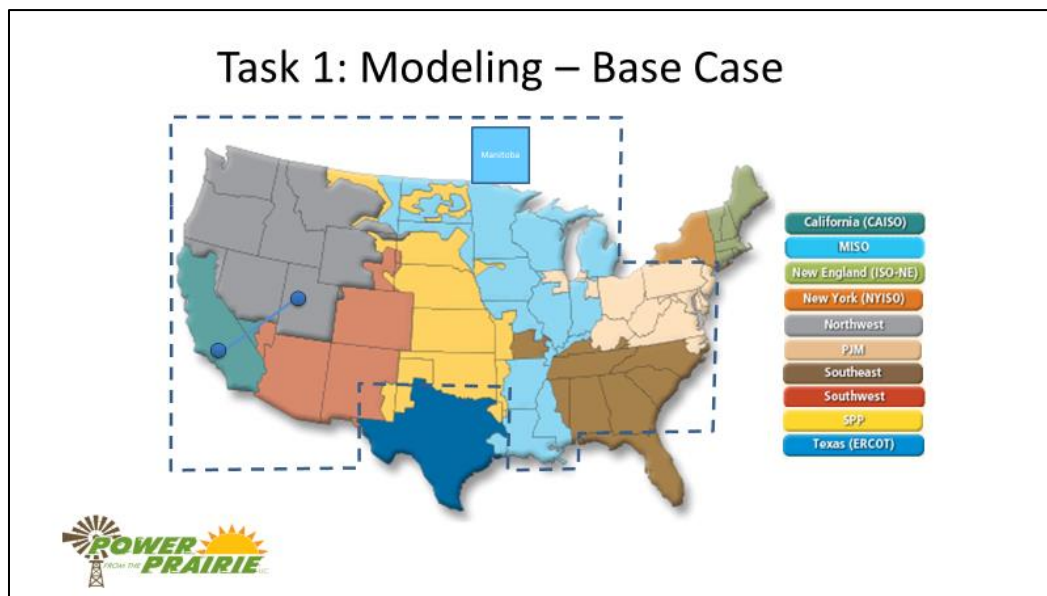 Task 1: Modeling – Base Case
Manitoba
California (CAISO)
MISO
New England (ISO-NE)
New York (NYISO)
Northwest
PJM
Southeast
Southwest
SPP
Texas (ERCOT)
POWER
FROM THE PRAIRIE LLC